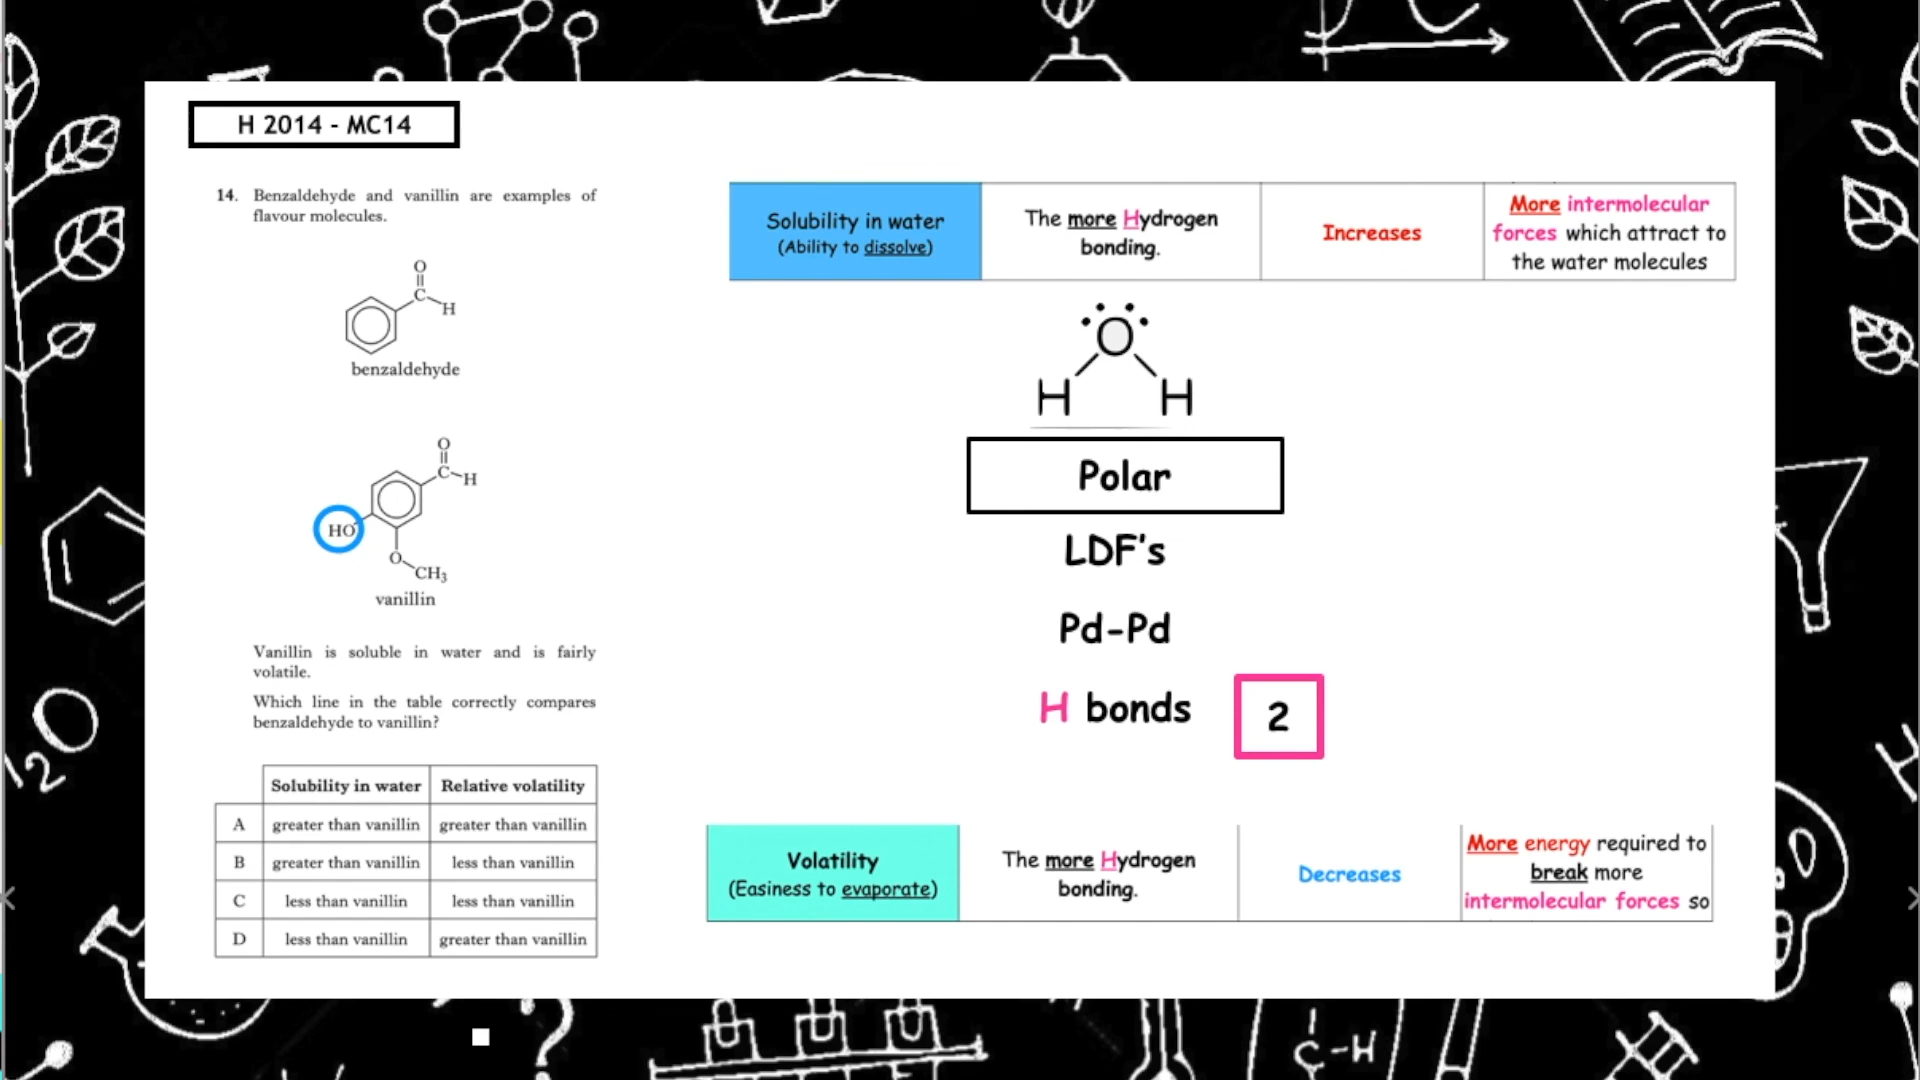 H 2014 - MC14
14. Benzaldehyde and vanillin are examples of
flavour molecules.
O
C
H
benzaldehyde
O
C
H
HO
O
CH3
vanillin
Vanillin is soluble in water and is fairly
volatile.
Which line in the table correctly compares
benzaldehyde to vanillin?
Solubility in water Relative volatility
A greater than vanillin greater than vanillin
B greater than vanillin less than vanillin
C less than vanillin less than vanillin
D less than vanillin greater than vanillin
Solubility in water
(Ability to dissolve)
The more Hydrogen
bonding.
Increases
More intermolecular
forces which attract to
the water molecules
O
H H
Polar
LDF's
Pd-Pd
H bonds 2
Volatility
(Easiness to evaporate)
The more Hydrogen
bonding.
Decreases
More energy required to
break more
intermolecular forces so
20
H
?
C-H